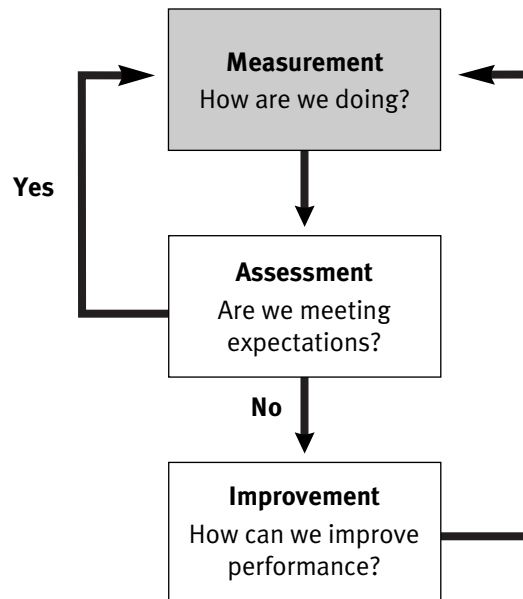 Measurement
How are we doing?
Yes
Assessment
Are we meeting
expectations?
No
Improvement
How can we improve
performance?